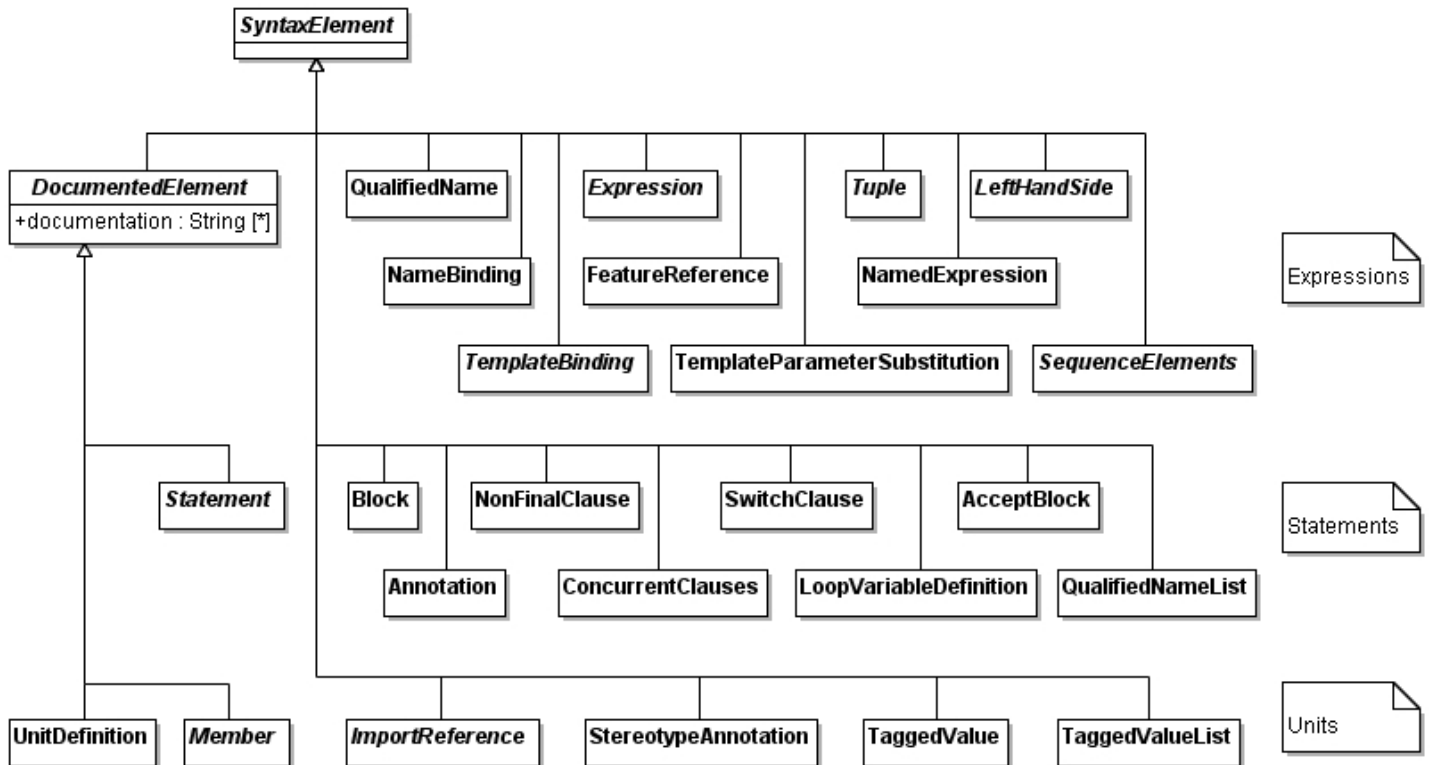 SyntaxElement
DocumentedElement
+documentation : String [*]
QualifiedName
Expression
Tuple
LeftHandSide
NameBinding
FeatureReference
NamedExpression
Expressions
TemplateBinding
TemplateParameterSubstitution
SequenceElements
Statement
Block
NonFinalClause
SwitchClause
AcceptBlock
Statements
Annotation
ConcurrentClauses
LoopVariableDefinition
QualifiedNameList
UnitDefinition
Member
ImportReference
StereotypeAnnotation
TaggedValue
TaggedValueList
Units